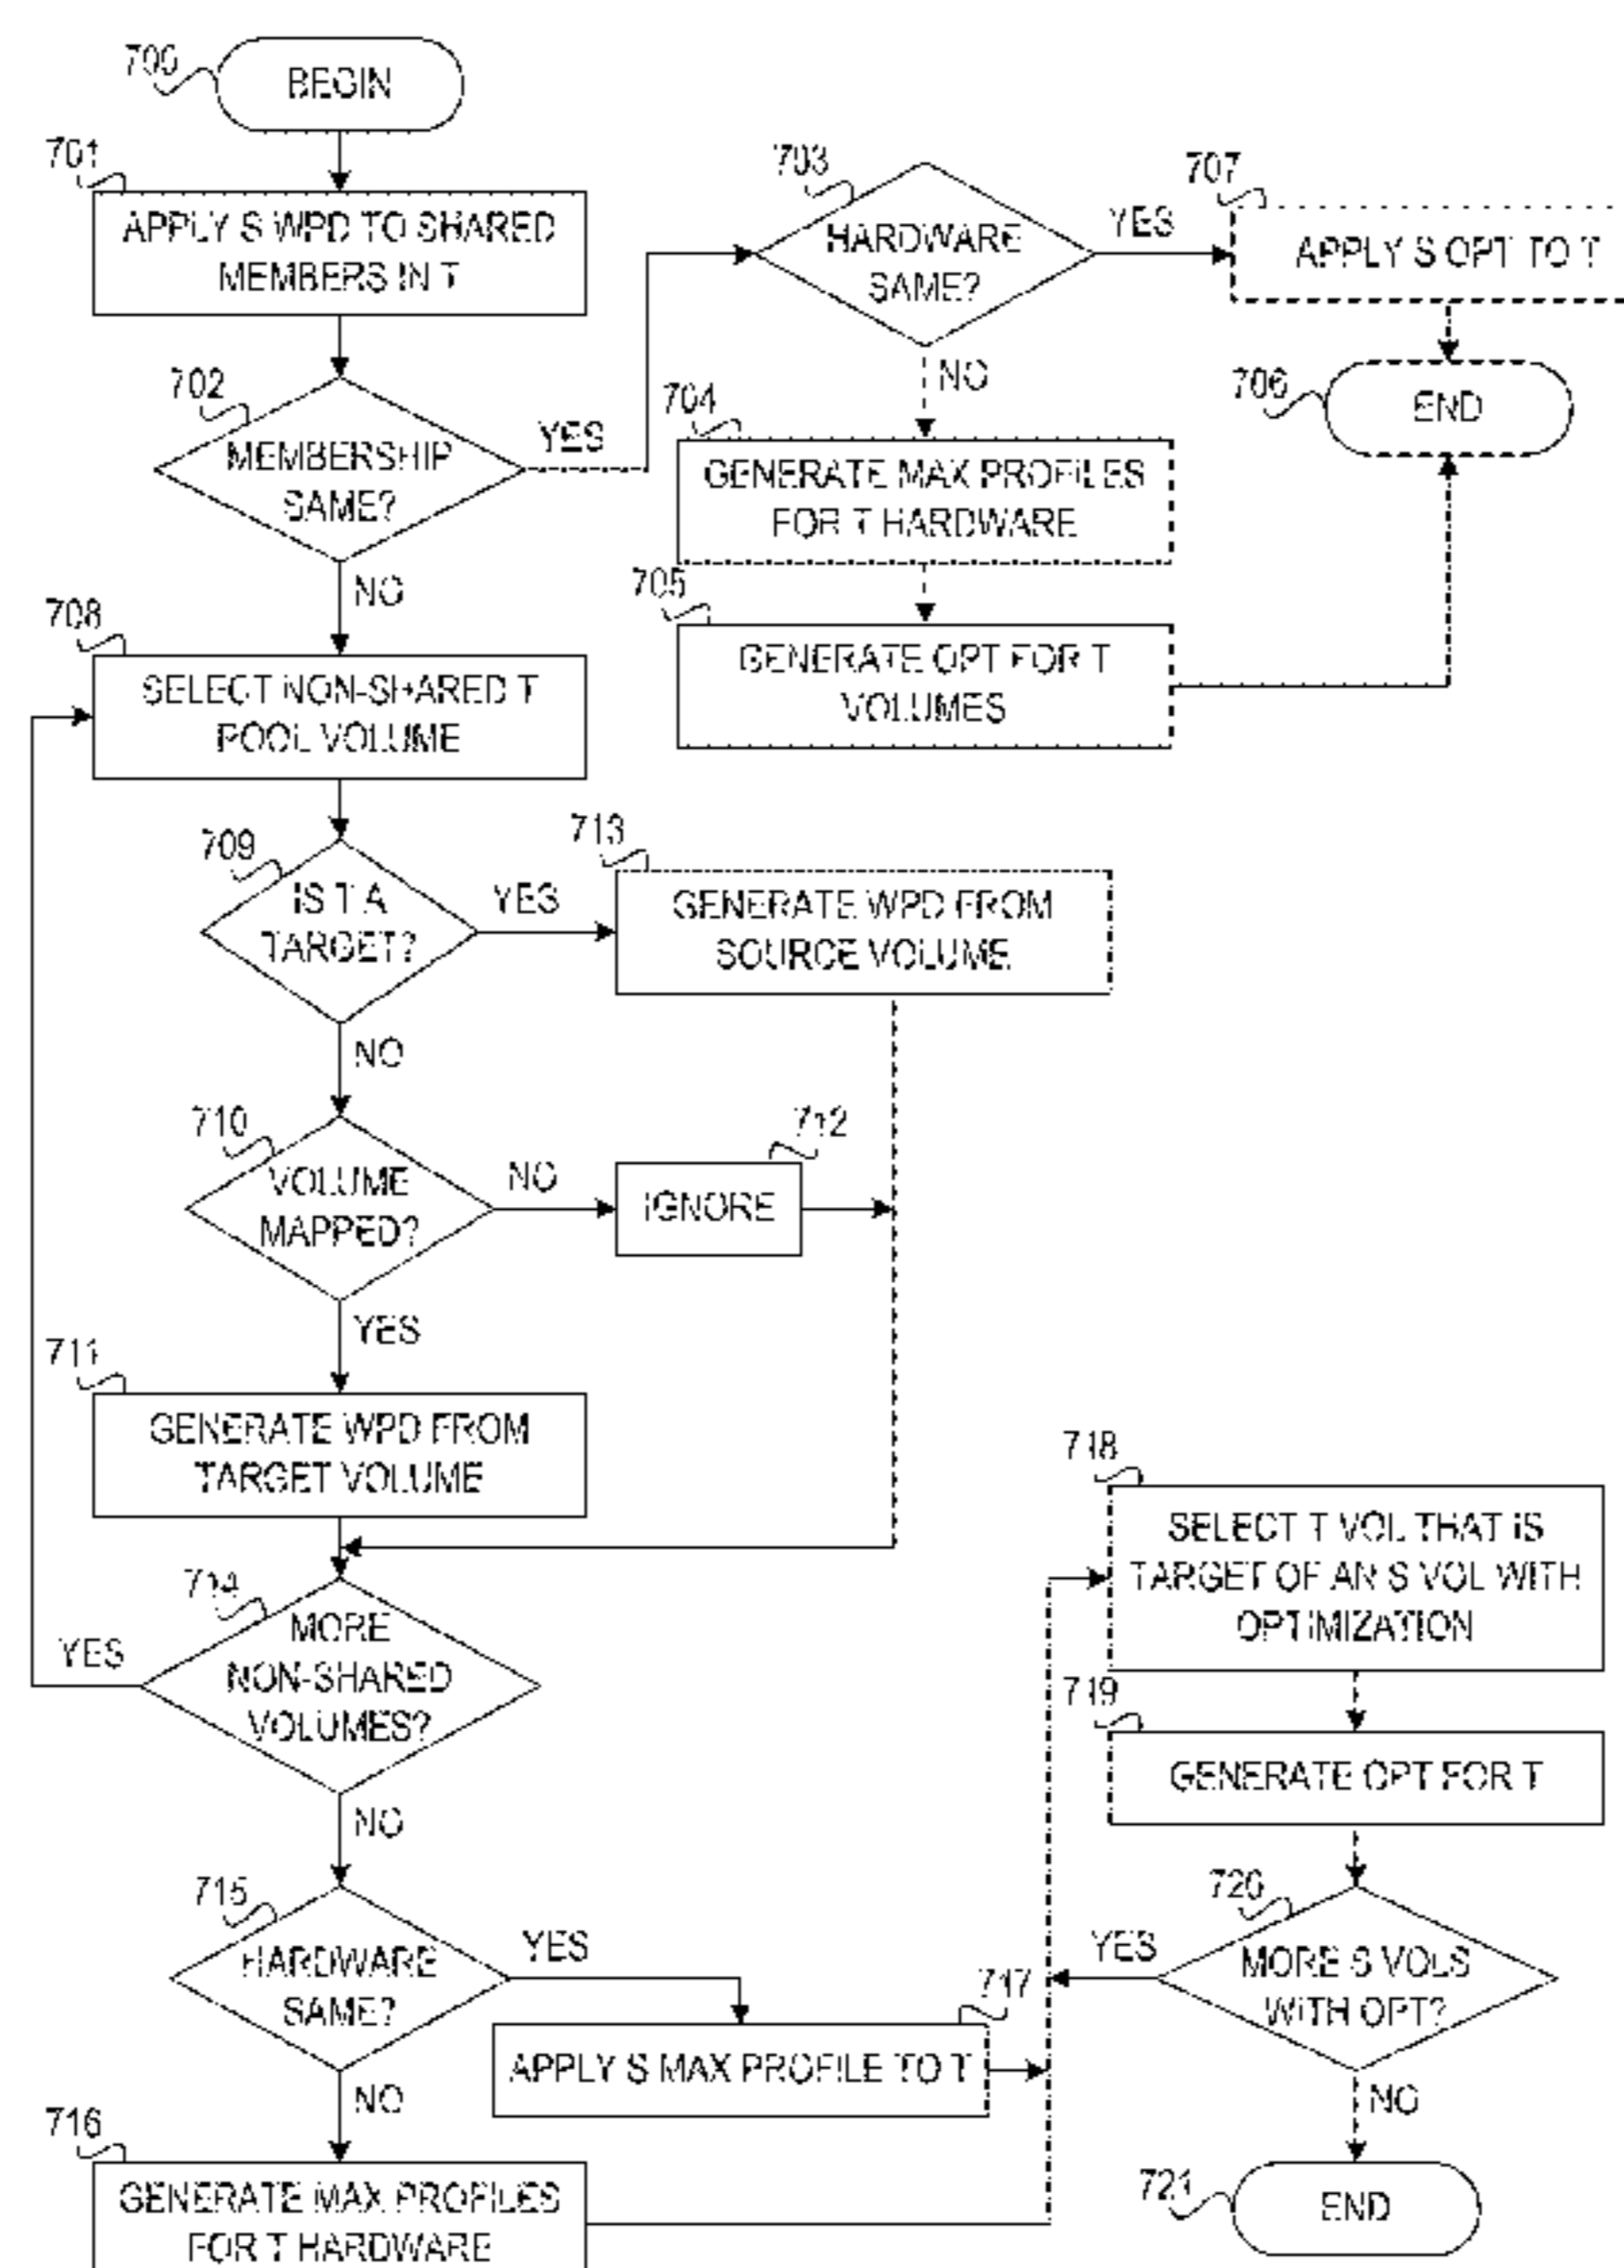 700
BEGIN
701
APPLY S WPD TO SHARED
MEMBERS IN T
702
MEMBERSHIP
SAME?
YES
NO
703
HARDWARE
SAME?
YES
NO
707
APPLY S OPT TO T
706
END
704
GENERATE MAX PROFILES
FOR T HARDWARE
705
GENERATE OPT FOR T
VOLUMES
708
SELECT NON-SHARED T
POOL VOLUME
709
IS T A
TARGET?
YES
NO
713
GENERATE WPD FROM
SOURCE VOLUME
710
VOLUME
MAPPED?
NO
YES
712
IGNORE
711
GENERATE WPD FROM
TARGET VOLUME
714
MORE
NON-SHARED
VOLUMES?
YES
NO
715
HARDWARE
SAME?
YES
NO
717
APPLY S MAX PROFILE TO T
716
GENERATE MAX PROFILES
FOR T HARDWARE
718
SELECT T VOL THAT IS
TARGET OF AN S VOL WITH
OPTIMIZATION
719
GENERATE OPT FOR T
720
MORE S VOLS
WITH OPT?
YES
NO
721
END